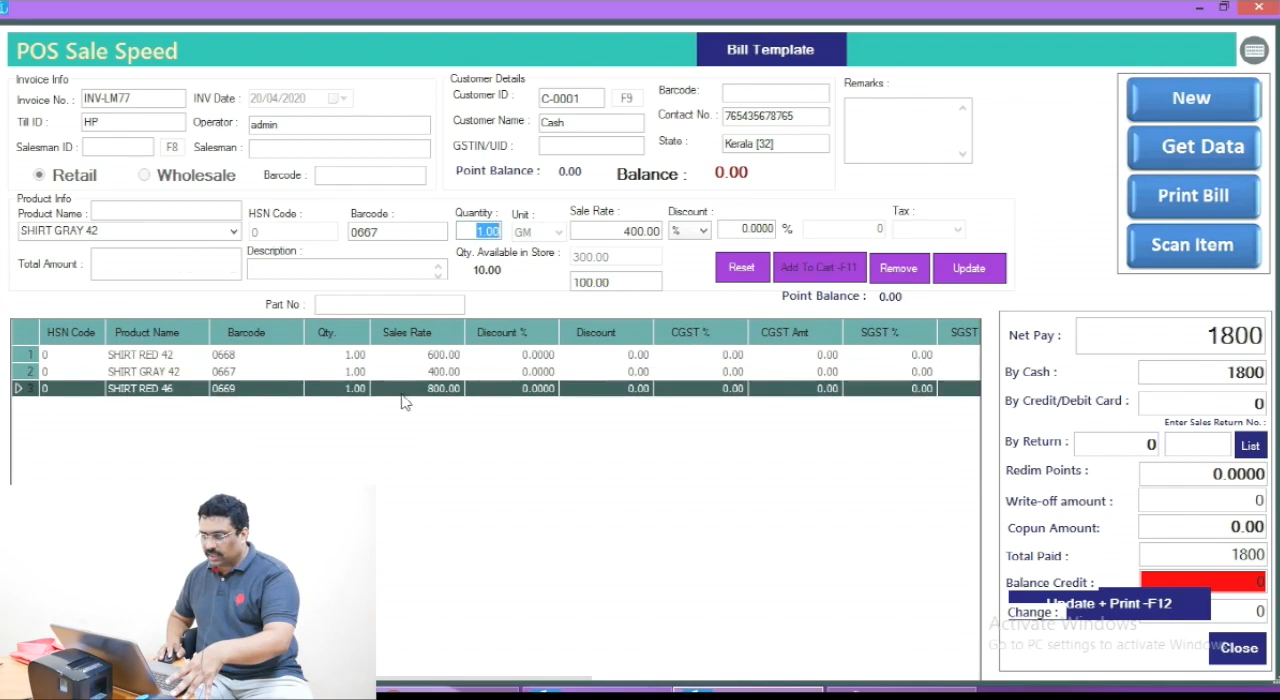 POS Sale Speed
Bill Template
Invoice Info
Invoice No. : INV-LM77 INV Date : 20/04/2020
Till ID : HP Operator : admin
Salesman ID : F8 Salesman :
Retail Wholesale Barcode :
Customer Details
Customer ID : C-0001 F9
Customer Name : Cash
GSTIN/UID :
Point Balance : 0.00 Balance : 0.00
Barcode:
Contact No. : 765435678765
State : Kerala [32]
Remarks :
New
Get Data
Print Bill
Scan Item
Product Info
Product Name :
SHIRT GRAY 42
HSN Code :
0
Barcode :
0667
Quantity :
1.00
Unit :
GM
Sale Rate :
400.00
Discount :
% 0.0000 % 0
Tax :
Total Amount :
Description :
Qty. Available in Store :
10.00
300.00
100.00
Reset Add To Cart -F11 Remove Update
Point Balance : 0.00
Part No :
HSN Code Product Name Barcode Qty. Sales Rate Discount % Discount CGST % CGST Amt SGST % SGST
1 0 SHIRT RED 42 0668 1.00 600.00 0.0000 0.00 0.00 0.00 0.00
2 0 SHIRT GRAY 42 0667 1.00 400.00 0.0000 0.00 0.00 0.00 0.00
3 0 SHIRT RED 46 0669 1.00 800.00 0.0000 0.00 0.00 0.00 0.00
Net Pay : 1800
By Cash : 1800
By Credit/Debit Card : 0
Enter Sales Return No. :
By Return : 0 List
Redim Points : 0.0000
Write-off amount : 0
Copun Amount: 0.00
Total Paid : 1800
Balance Credit : 0
Update + Print -F12
Change : 0
Activate Windows
Go to PC settings to activate Windows.
Close